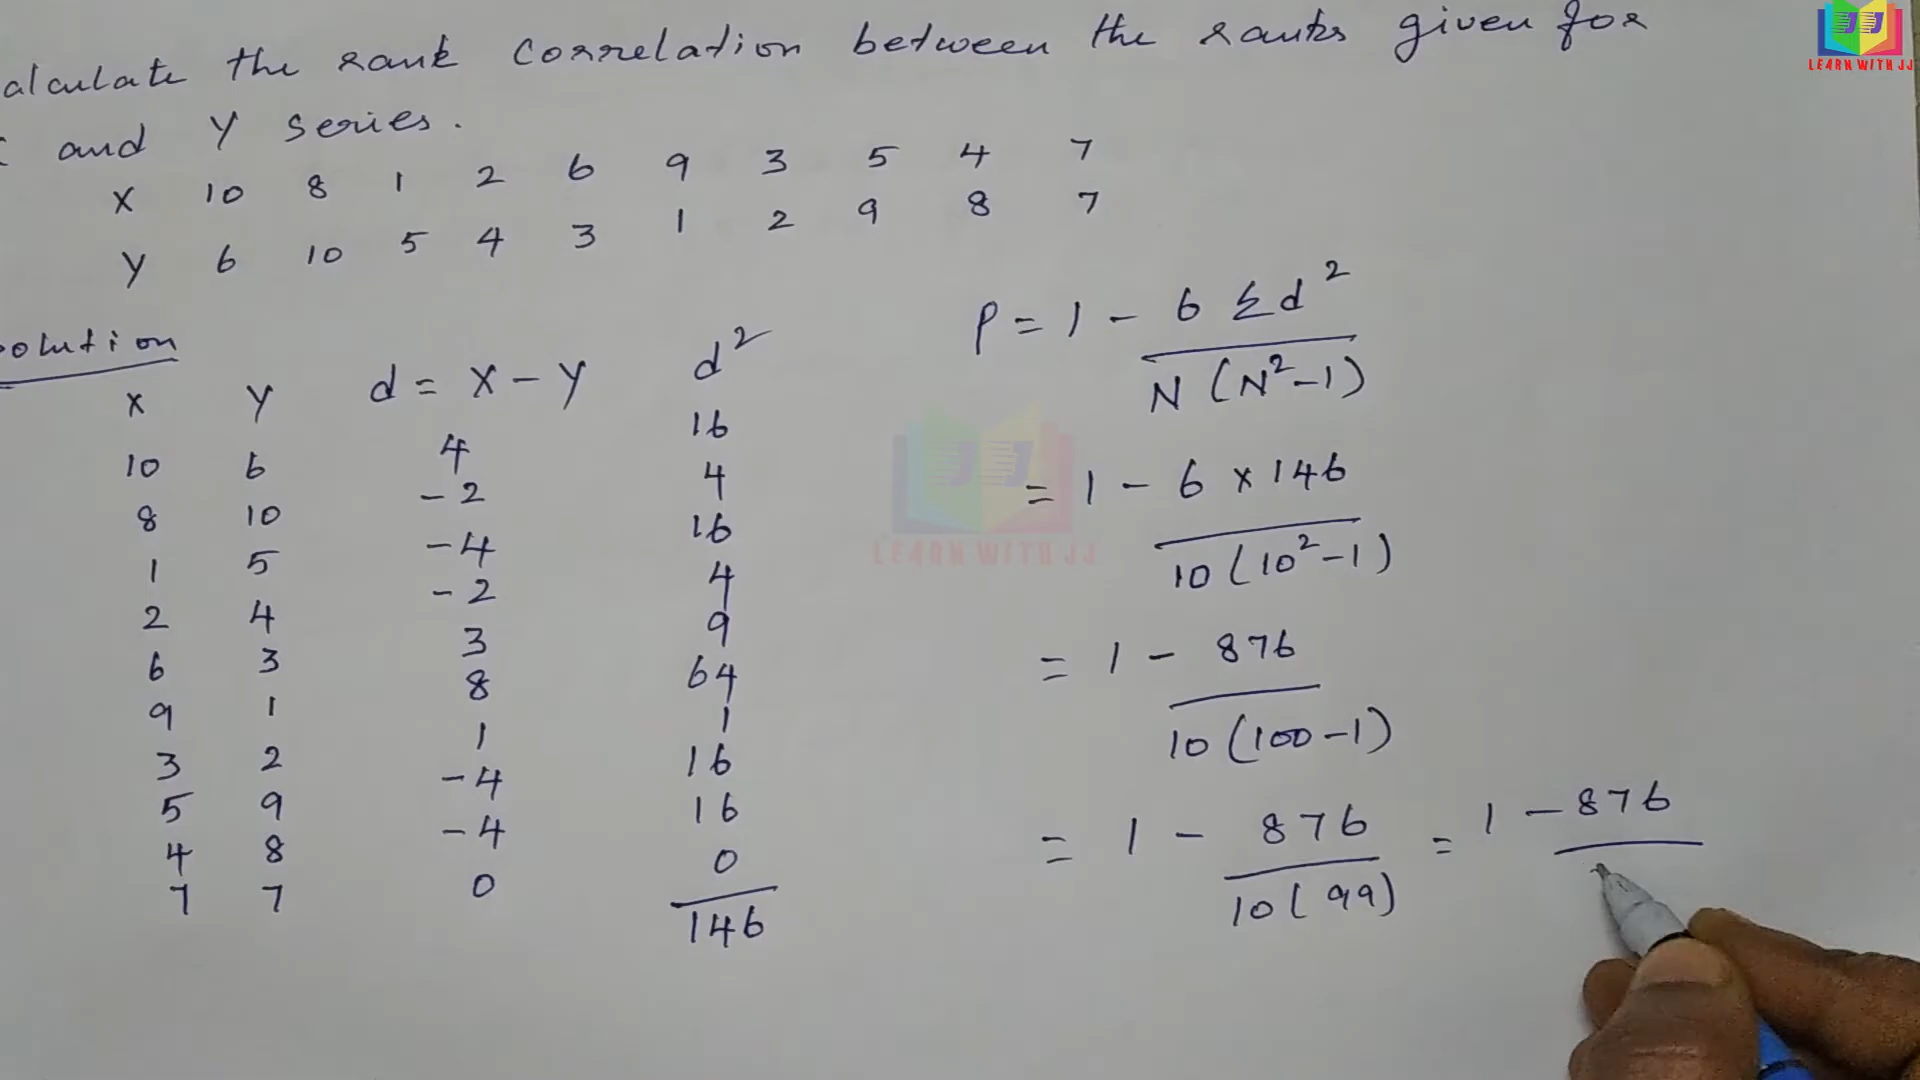 alculate the rank correlation between the ranks given for
and Y series.
X 10 8 1 2 6 9 3 5 4 7
Y 6 10 5 4 3 1 2 9 8 7
solution
X Y d = X - Y d²
10 6 4 16
8 10 -2 4
1 5 -4 16
2 4 -2 4
6 3 3 9
9 1 8 64
3 2 1 1
5 9 -4 16
4 8 -4 16
7 7 0 0
146
P = 1 - 6 Σd²
N (N²-1)
= 1 - 6 x 146
10 (10²-1)
= 1 - 876
10 (100-1)
= 1 - 876 = 1 - 876
10 (99)
JJ
LEARN WITH JJ
JJ
LEARN WITH JJ